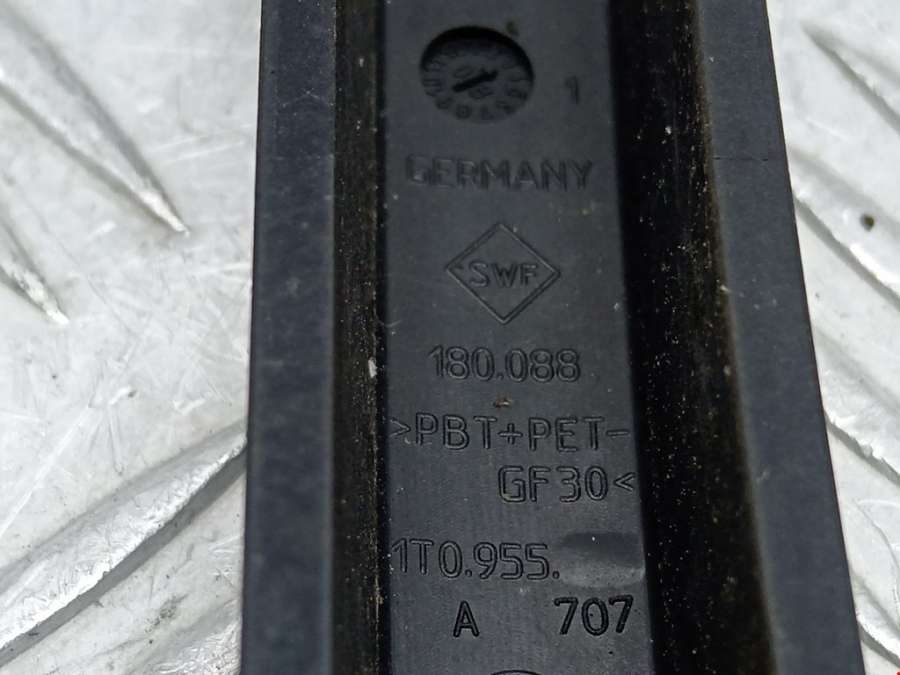 1
GERMANY
SWF
180.088
>PBT+PET-
GF30<
1T0.955.
A 707